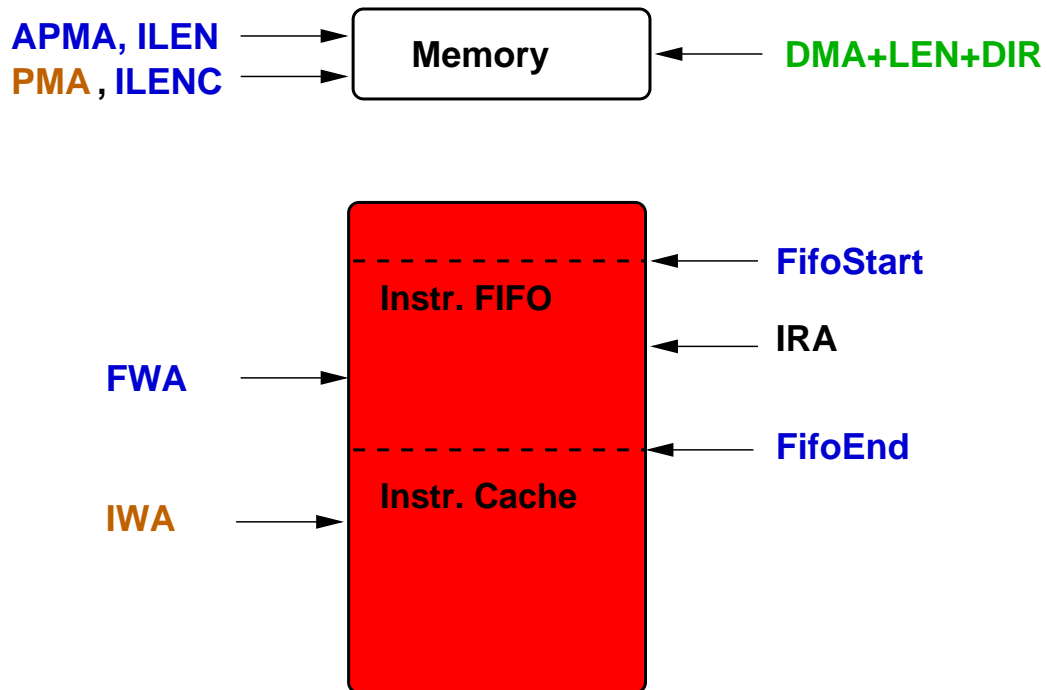 APMA, ILEN
PMA , ILENC
Memory
DMA+LEN+DIR
FifoStart
Instr. FIFO
IRA
FWA
FifoEnd
Instr. Cache
IWA